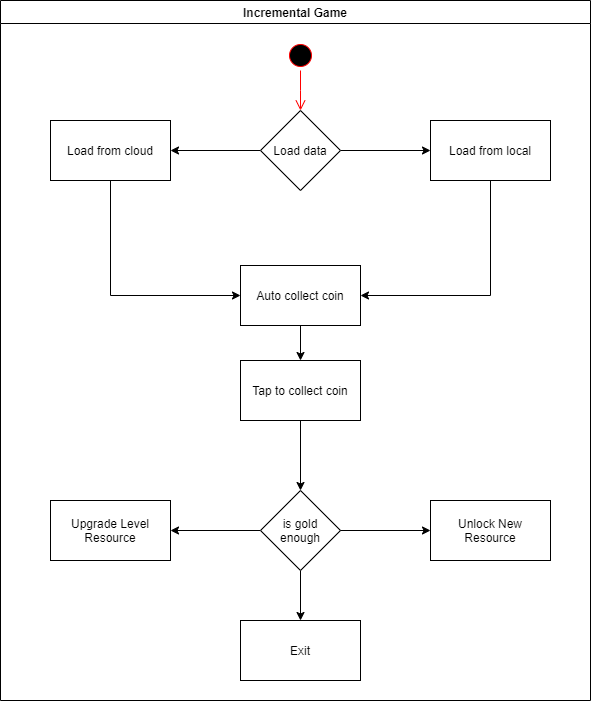 Incremental Game
Load from cloud
Load data
Load from local
Auto collect coin
Tap to collect coin
Upgrade Level
Resource
is gold
enough
Unlock New
Resource
Exit